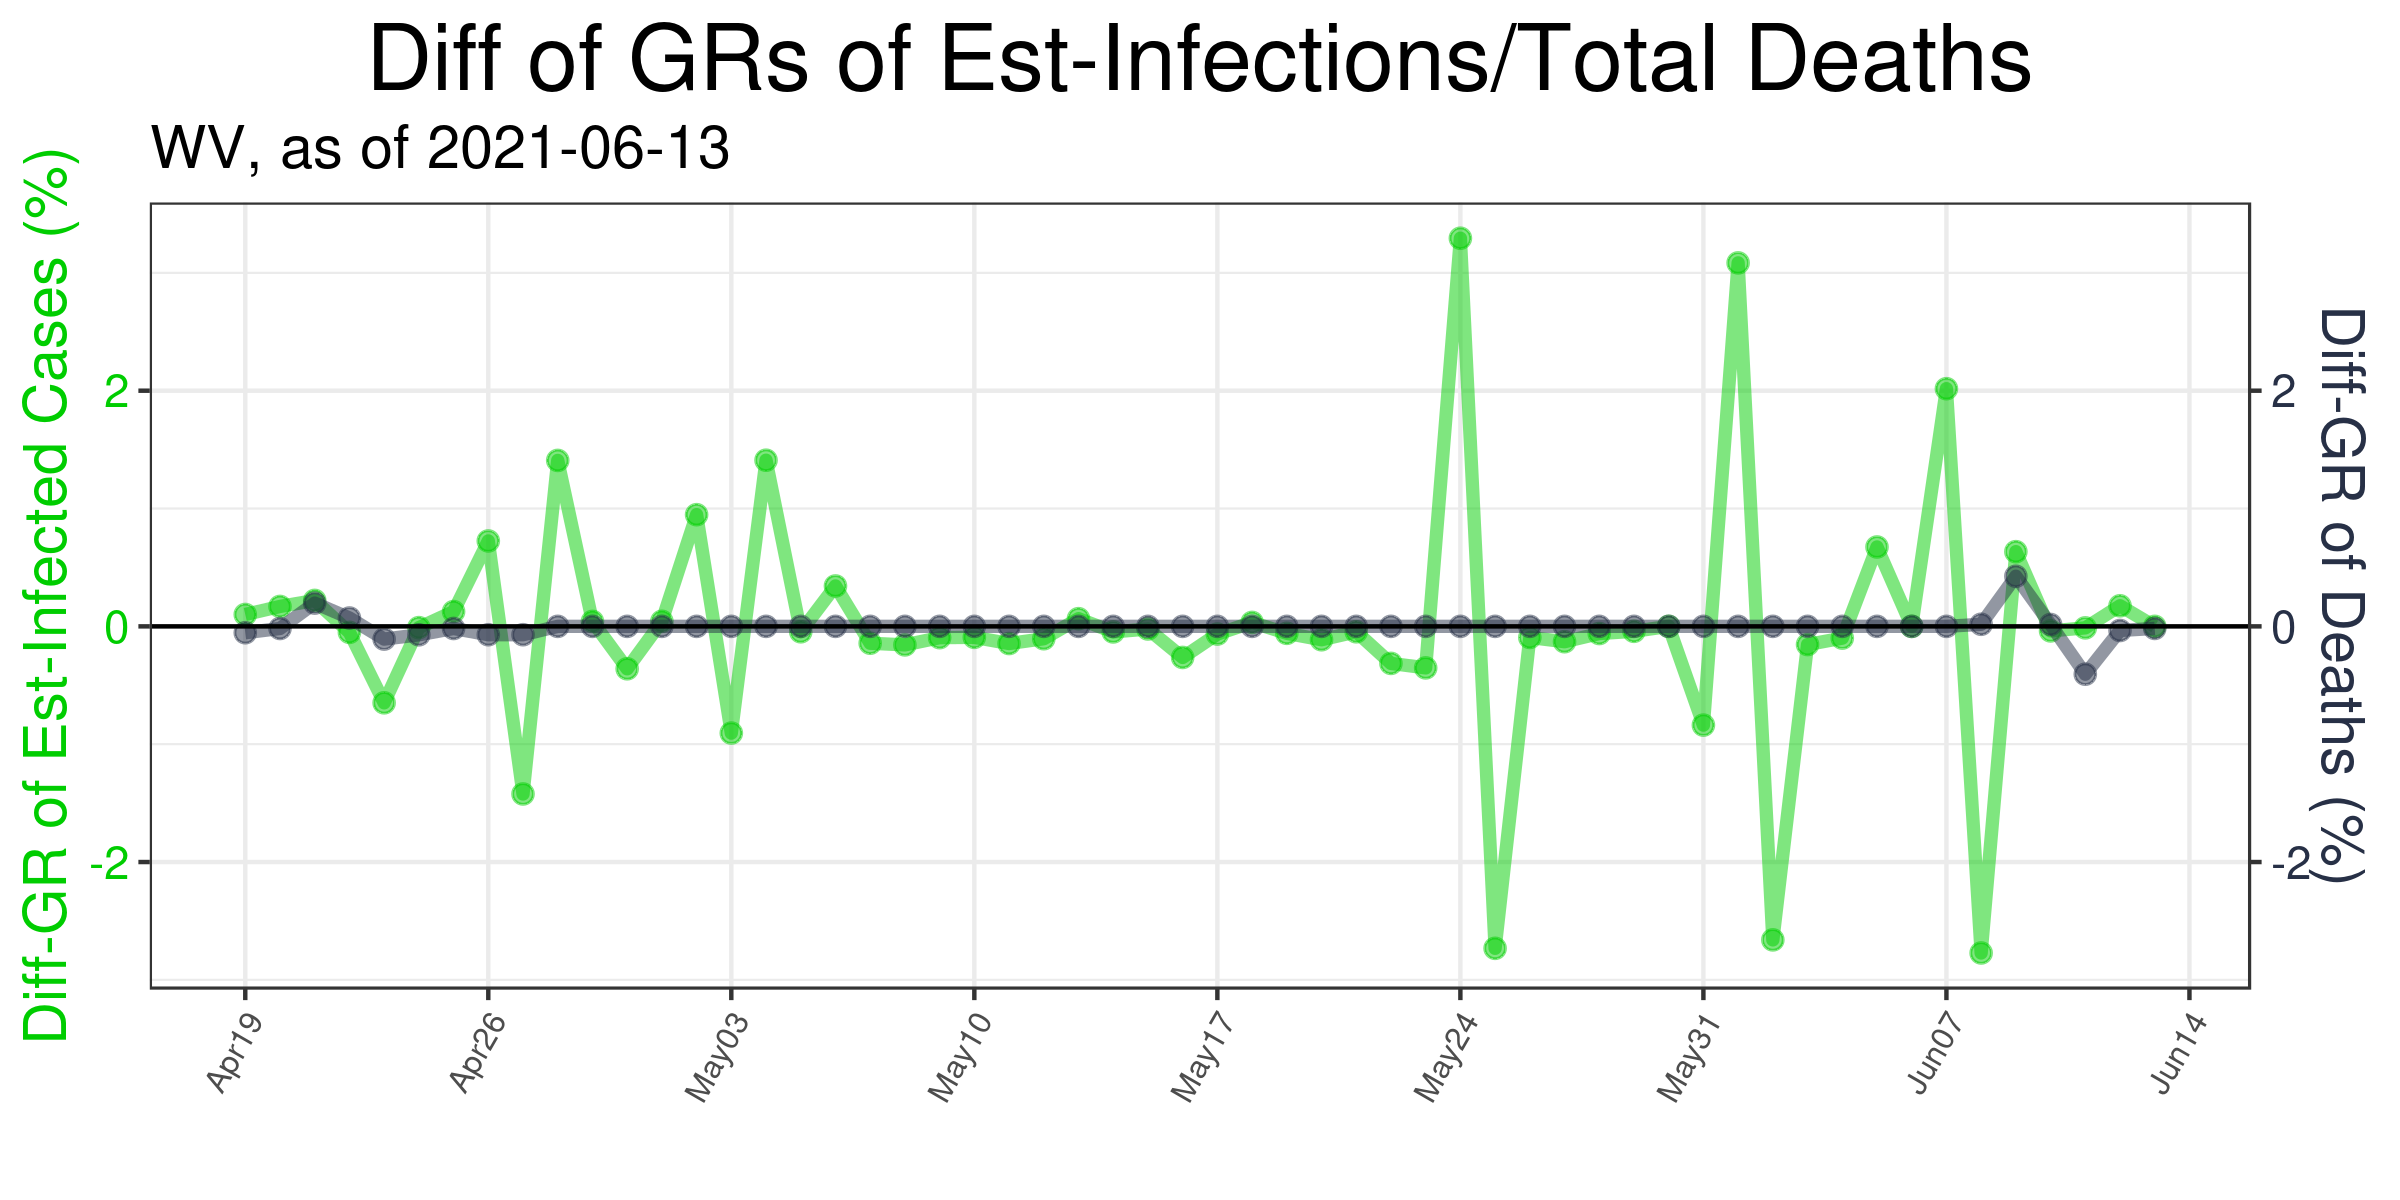 Diff of GRs of Est-Infections/Total Deaths
WV, as of 2021-06-13
Diff-GR of Est-Infected Cases (%)
2
0
-2
2
0
-2
Diff-GR of Deaths (%)
Apr19
Apr26
May03
May10
May17
May24
May31
Jun07
Jun14